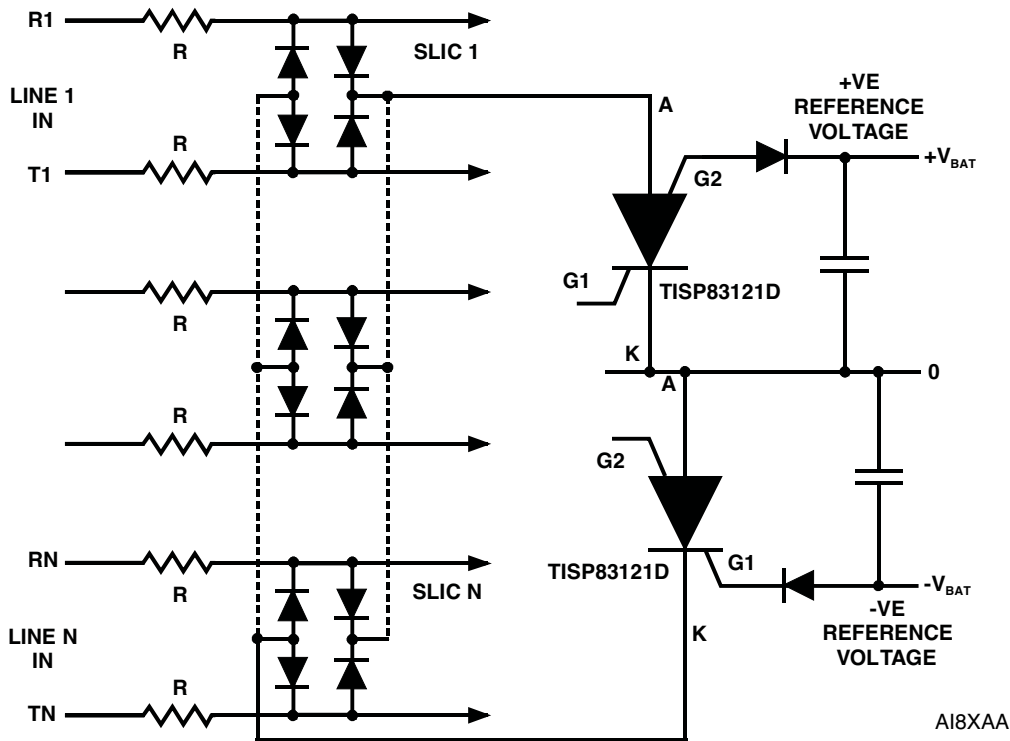 R1
R
SLIC 1
LINE 1
IN
R
T1
A
+VE
REFERENCE
VOLTAGE
+VBAT
G2
G1
TISP83121D
K
R
A
0
R
G2
RN
R
SLIC N
TISP83121D
G1
-VBAT
-VE
REFERENCE
VOLTAGE
LINE N
IN
K
R
TN
AI8XAA